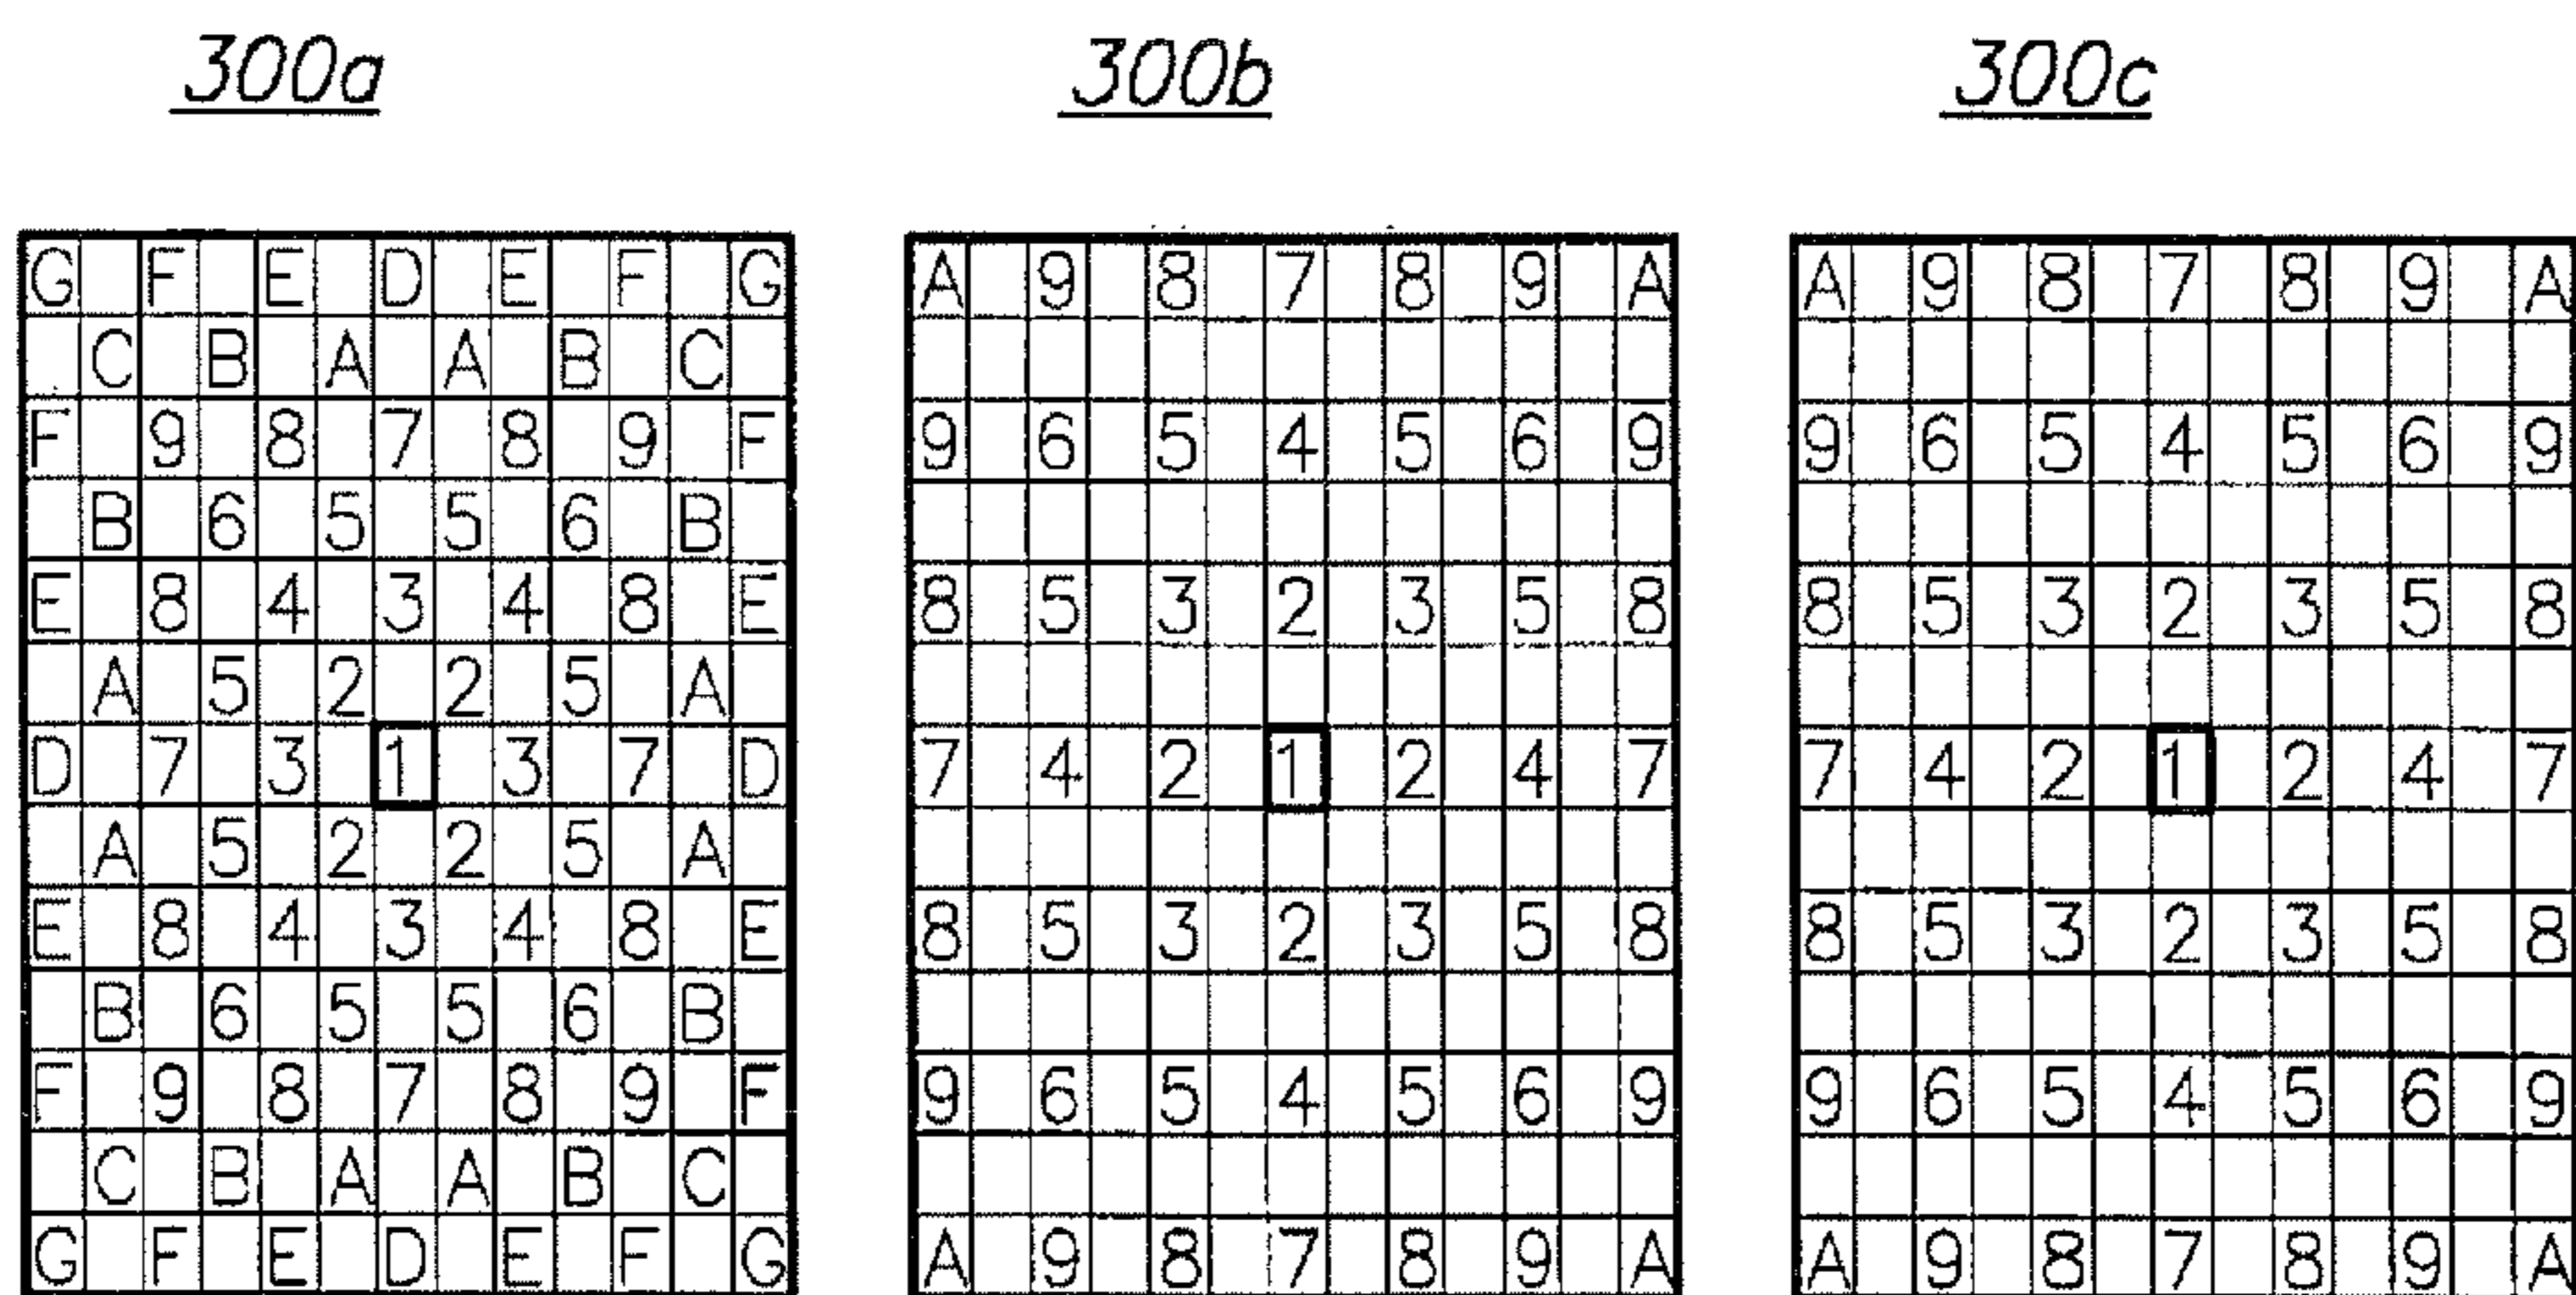 300a 300b 300c
G F E D E F G A 9 8 7 8 9 A A 9 8 7 8 9 A
C B A A B C
F 9 8 7 8 9 F 9 6 5 4 5 6 9 9 6 5 4 5 6 9
B 6 5 5 6 B
E 8 4 3 4 8 E 8 5 3 2 3 5 8 8 5 3 2 3 5 8
A 5 2 2 5 A
D 7 3 1 3 7 D 7 4 2 1 2 4 7 7 4 2 1 2 4 7
A 5 2 2 5 A
E 8 4 3 4 8 E 8 5 3 2 3 5 8 8 5 3 2 3 5 8
B 6 5 5 6 B
F 9 8 7 8 9 F 9 6 5 4 5 6 9 9 6 5 4 5 6 9
C B A A B C
G F E D E F G A 9 8 7 8 9 A A 9 8 7 8 9 A